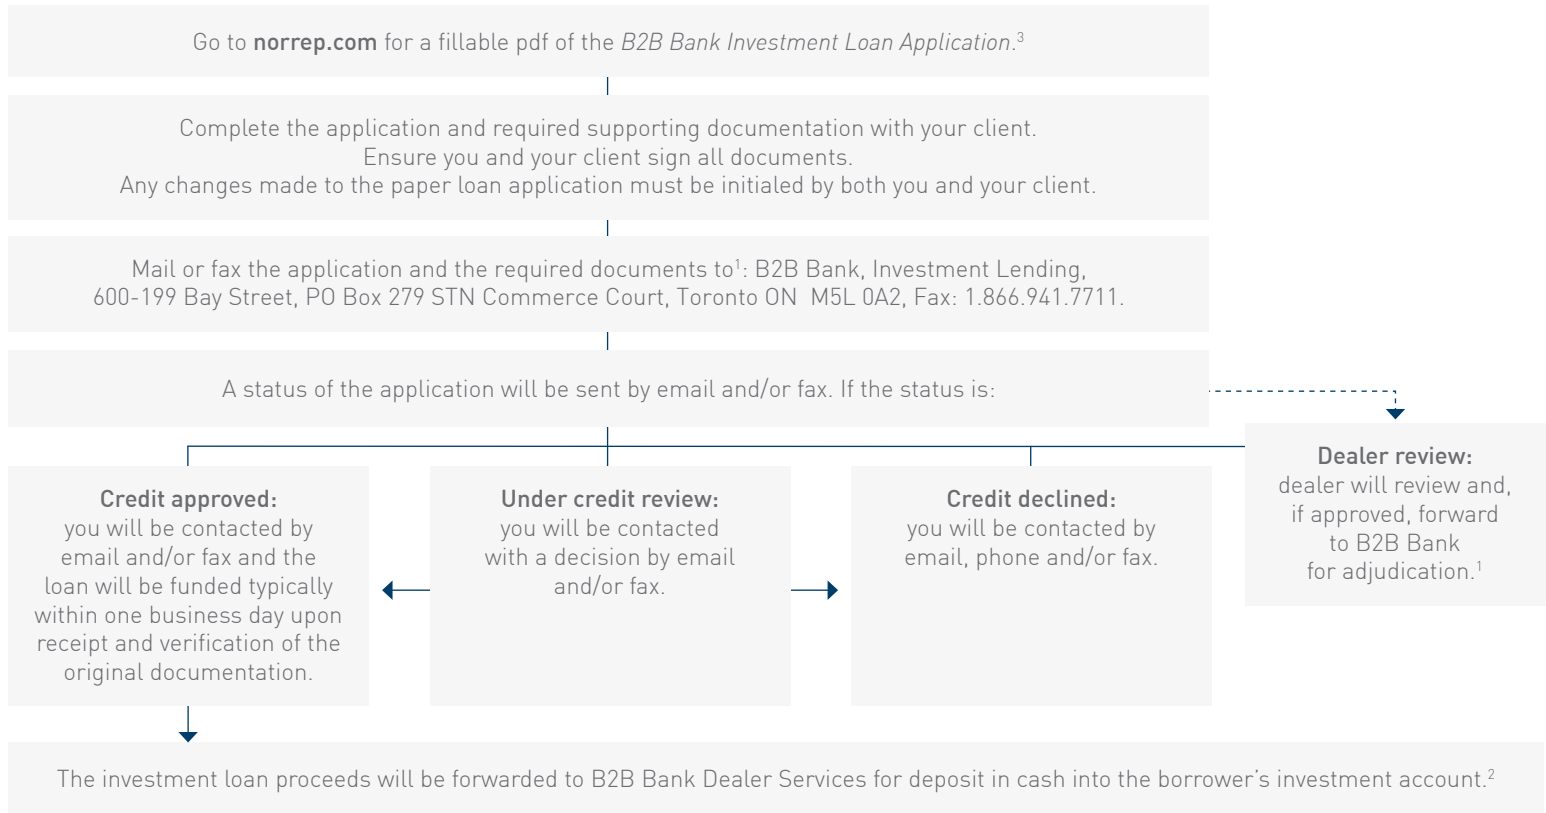 Go to norrep.com for a fillable pdf of the B2B Bank Investment Loan Application.³
Complete the application and required supporting documentation with your client.
Ensure you and your client sign all documents.
Any changes made to the paper loan application must be initialed by both you and your client.
Mail or fax the application and the required documents to¹: B2B Bank, Investment Lending,
600-199 Bay Street, PO Box 279 STN Commerce Court, Toronto ON  M5L 0A2, Fax: 1.866.941.7711.
A status of the application will be sent by email and/or fax. If the status is:
Credit approved:
you will be contacted by
email and/or fax and the
loan will be funded typically
within one business day upon
receipt and verification of the
original documentation.
Under credit review:
you will be contacted
with a decision by email
and/or fax.
Credit declined:
you will be contacted by
email, phone and/or fax.
Dealer review:
dealer will review and,
if approved, forward
to B2B Bank
for adjudication.¹
The investment loan proceeds will be forwarded to B2B Bank Dealer Services for deposit in cash into the borrower’s investment account.²